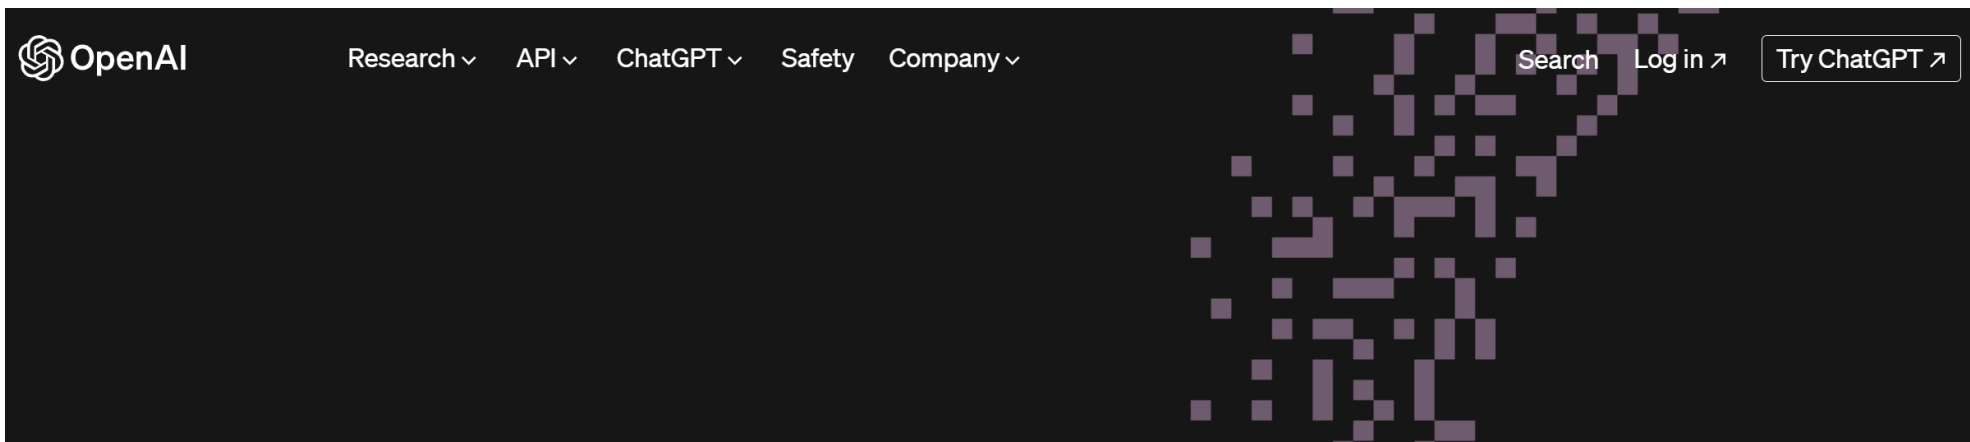 OpenAI Research API ChatGPT Safety Company Search Log in ↗ Try ChatGPT ↗